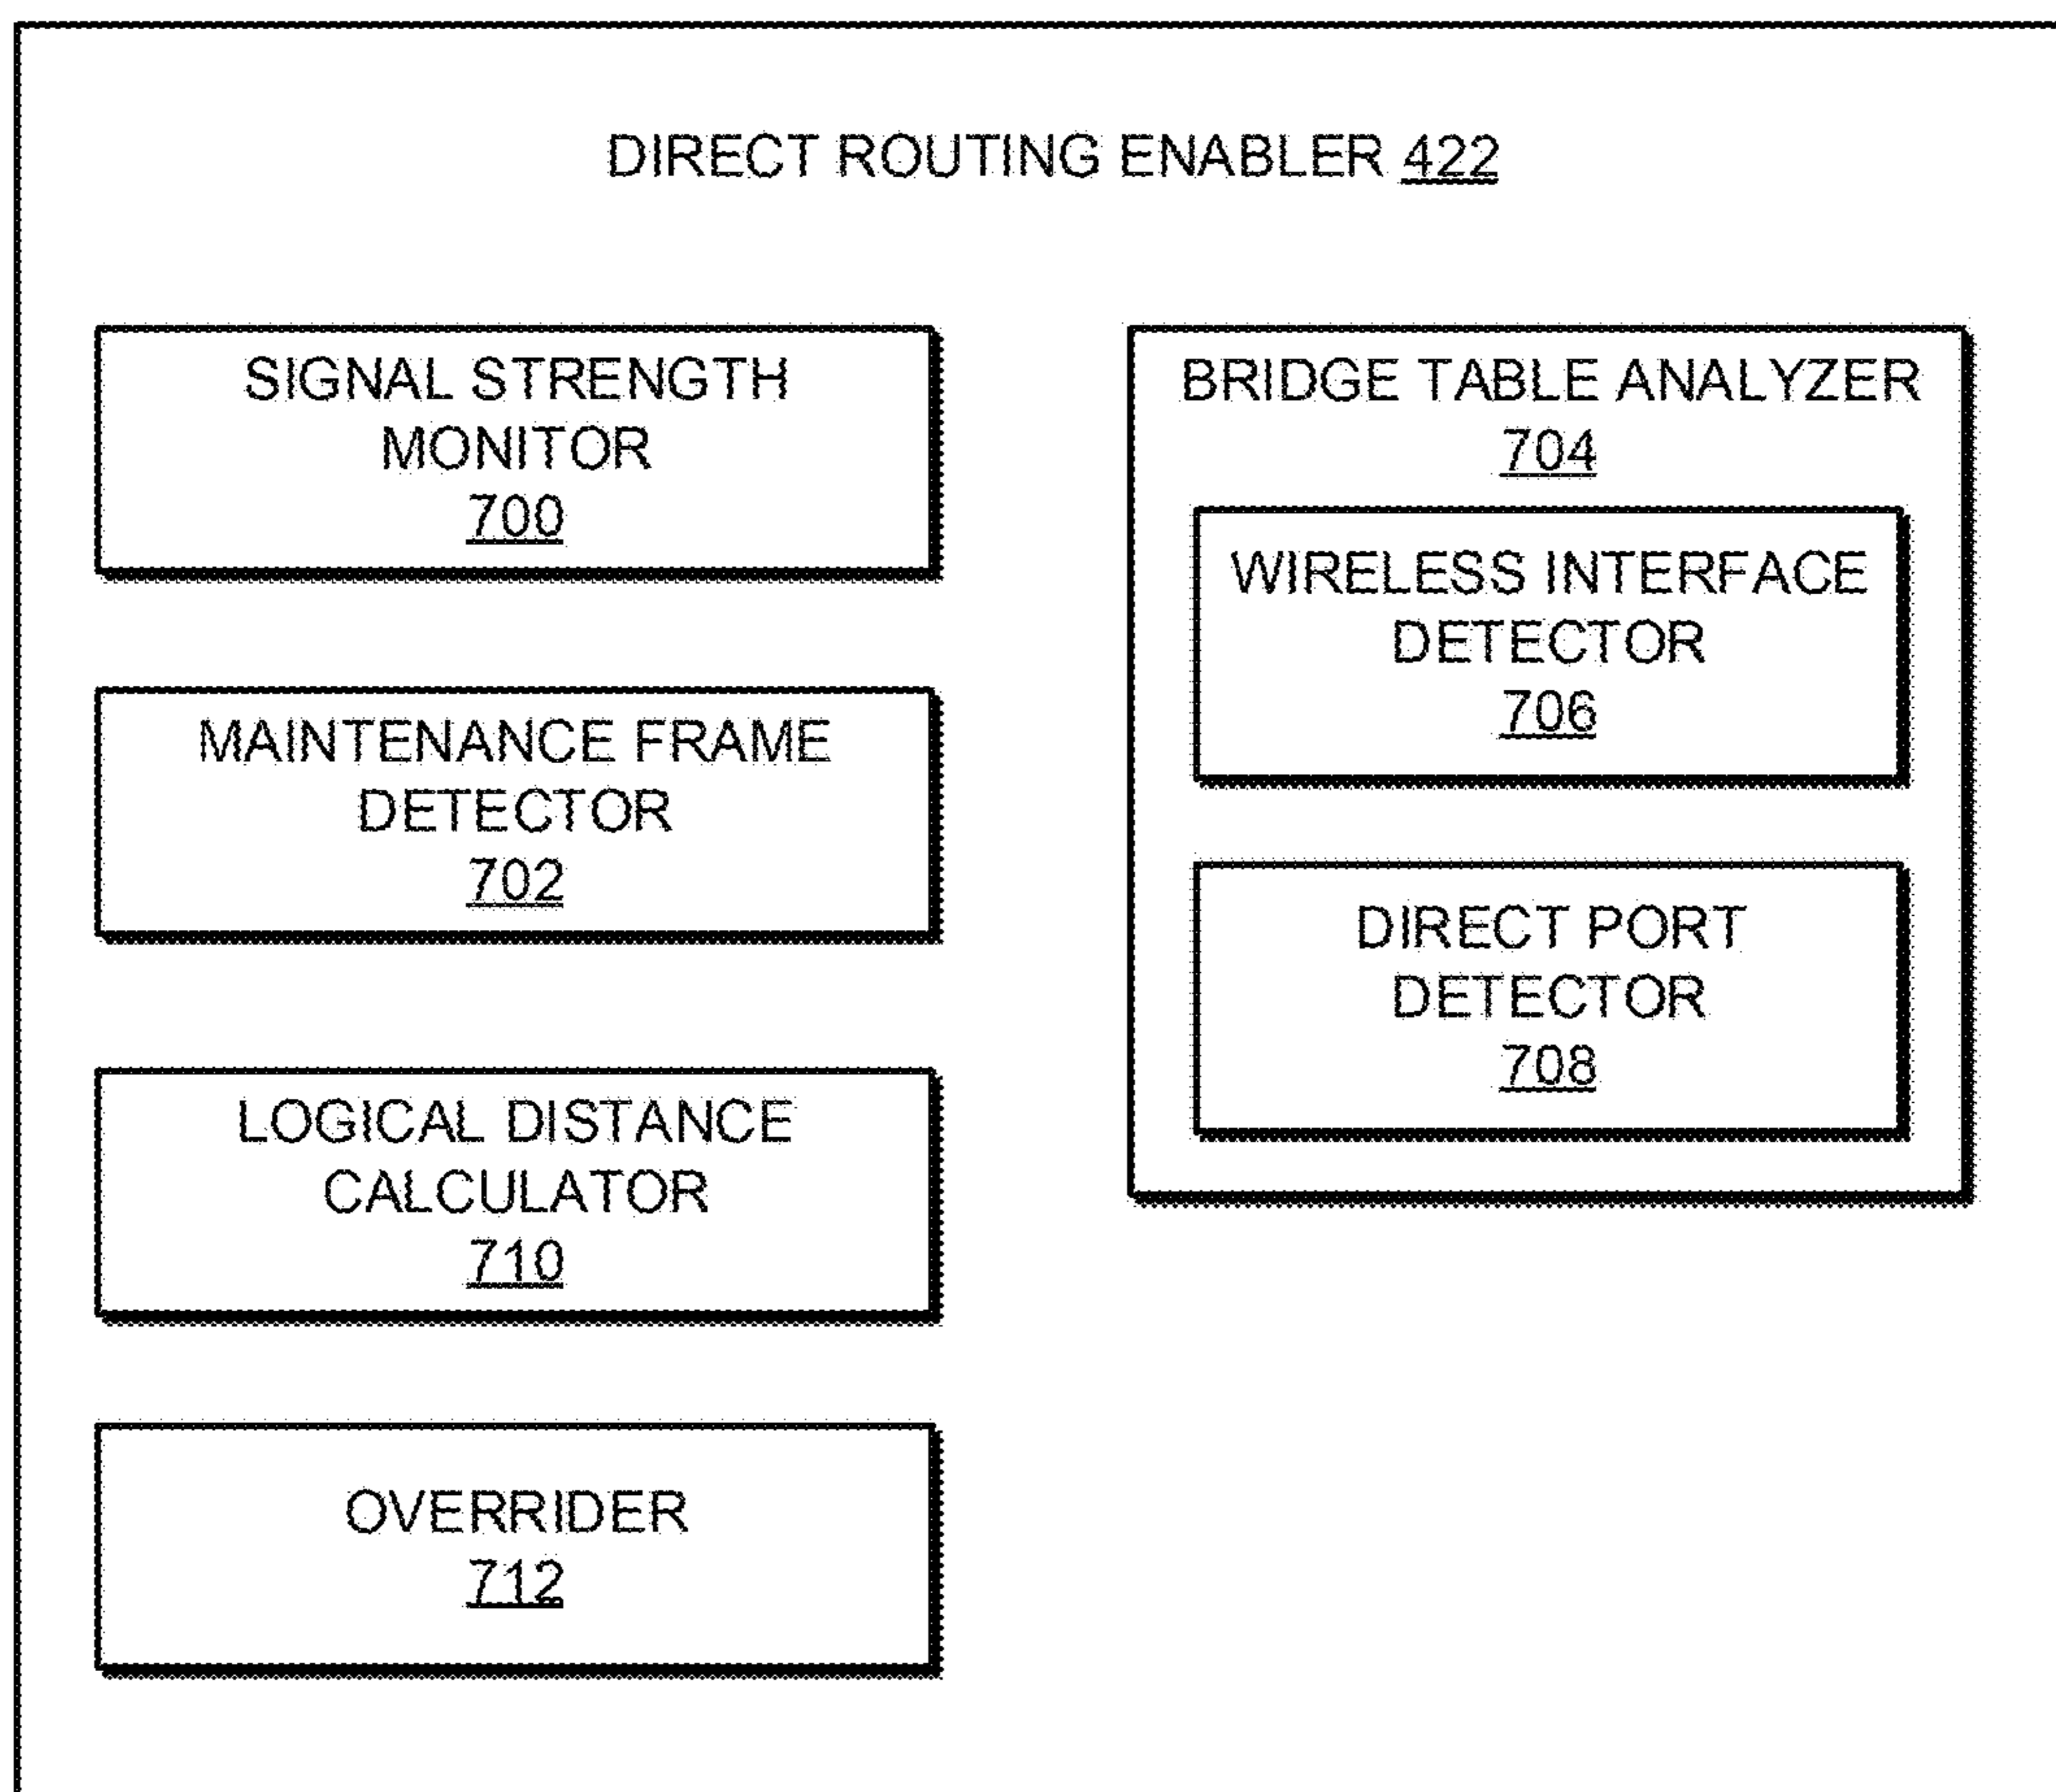 DIRECT ROUTING ENABLER 422
SIGNAL STRENGTH
MONITOR
700
MAINTENANCE FRAME
DETECTOR
702
LOGICAL DISTANCE
CALCULATOR
710
OVERRIDER
712
BRIDGE TABLE ANALYZER
704
WIRELESS INTERFACE
DETECTOR
706
DIRECT PORT
DETECTOR
708